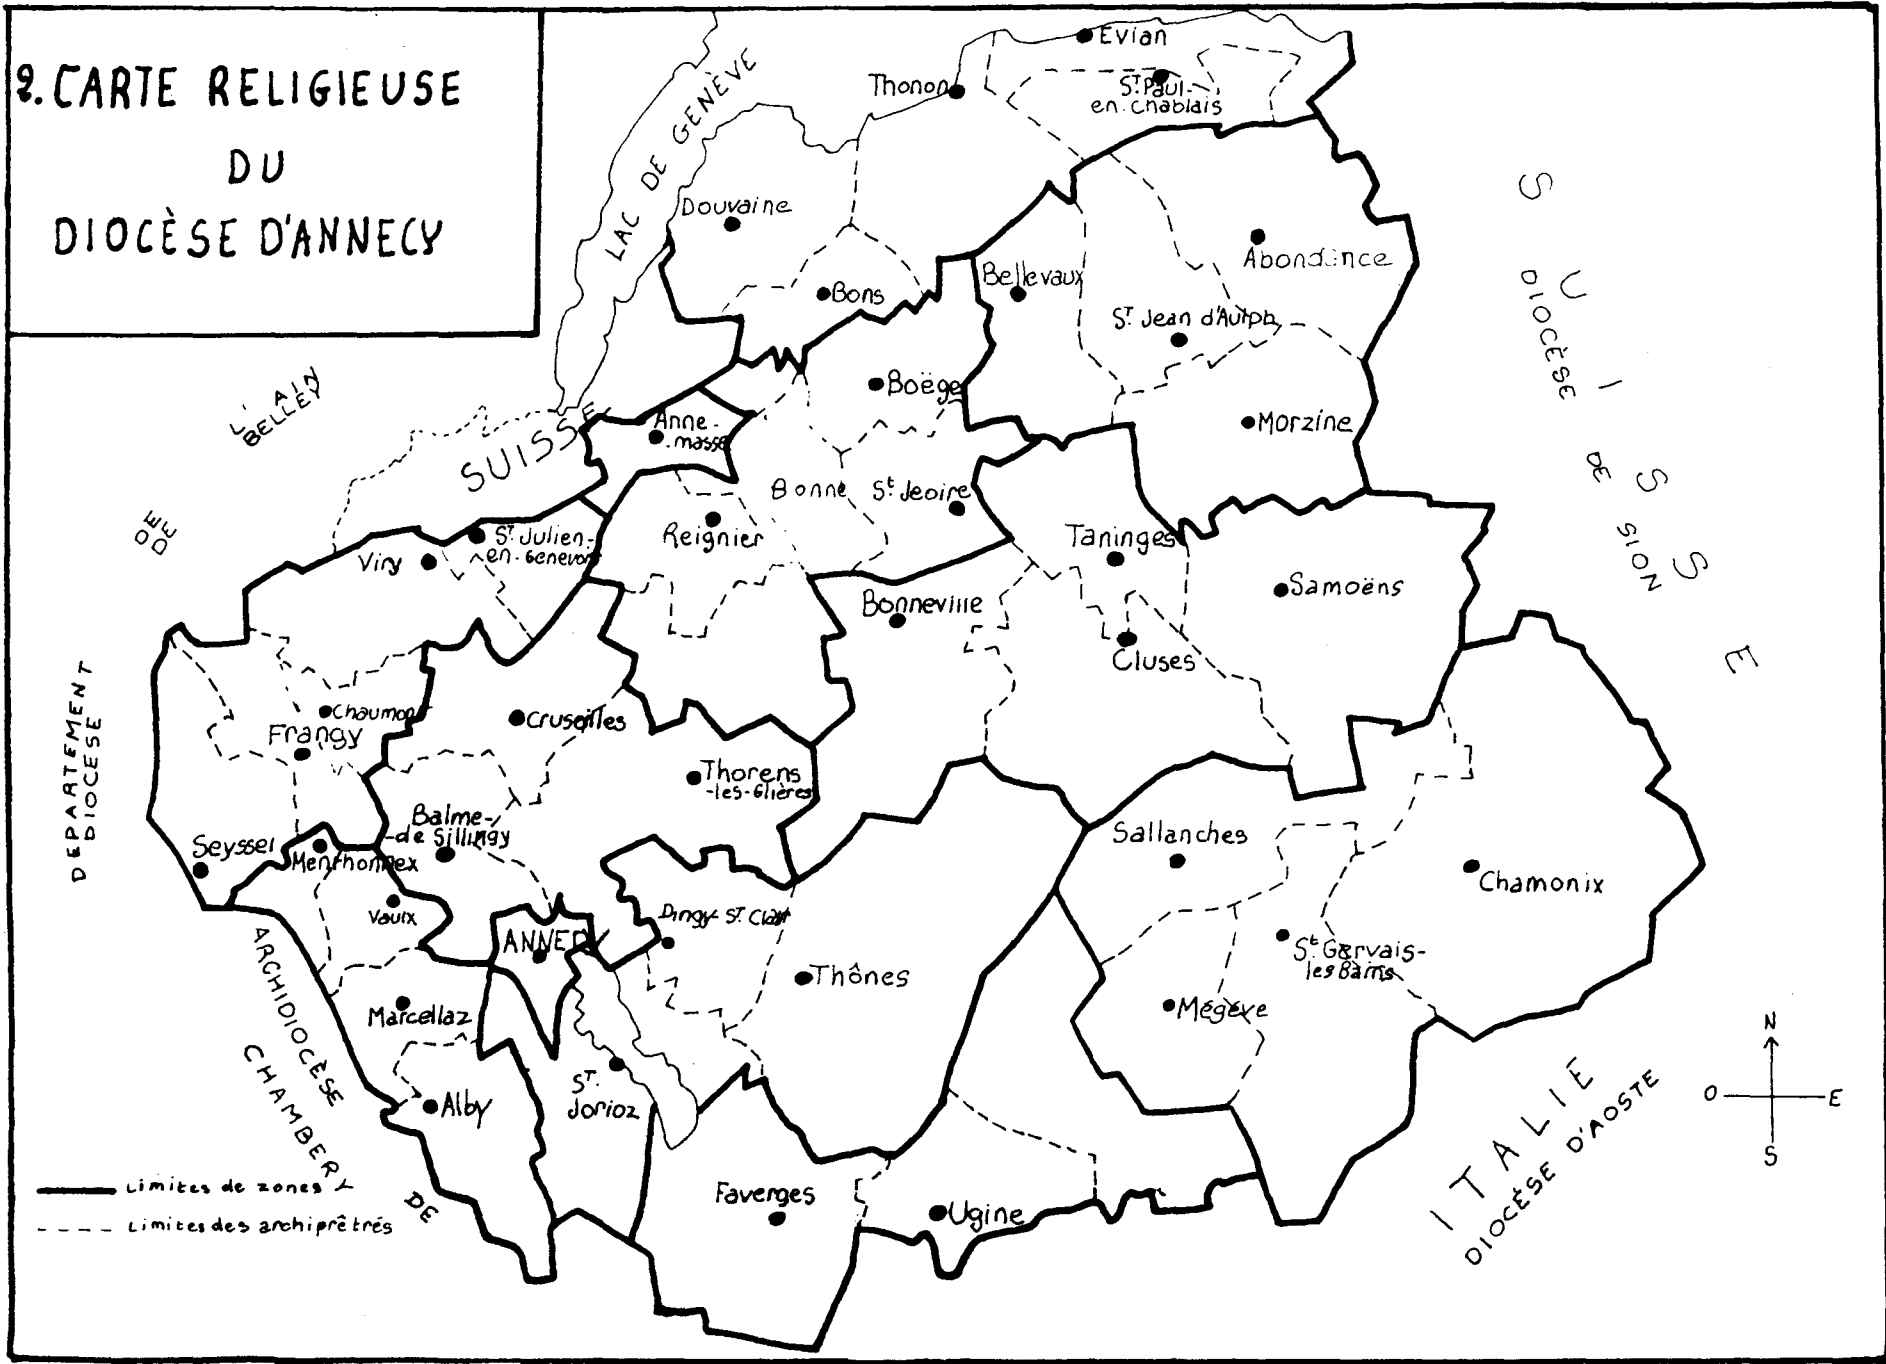 2. CARTE RELIGIEUSE
DU
DIOCÈSE D'ANNECY
LAC DE GENÈVE
Evian
Thonon
St. Paul-
en-chablais
Douvaine
Bons
Bellevaux
Abondance
St. Jean d'Aulph
Boëge
Morzine
Anne-
masse
SUISSE
L'AIN
BELLEY
DE
DE
DEPARTEMENT
DIOCESE
Bonne
St. Jeoire
Reignier
Taninges
Samoëns
St. Julien-
en-Genevois
Viry
Bonneville
Cluses
Chaumont
Frangy
Cruseilles
Thorens
-les-Glières
Balme-
de Sillingy
Seyssel
Menthonnex
Vaulx
Sallanches
Chamonix
ANNECY
Dingy St. Clair
Thônes
St. Gervais-
les Bains
Megève
Marcellaz
Alby
St.
Jorioz
Faverges
Ugine
ARCHIDIOCÈSE
DE
CHAMBERY
SUISSE
DIOCÈSE DE SION
ITALIE
DIOCÉSE D'AOSTE
N
O
E
S
Limites de zones
Limites des archiprêtrés